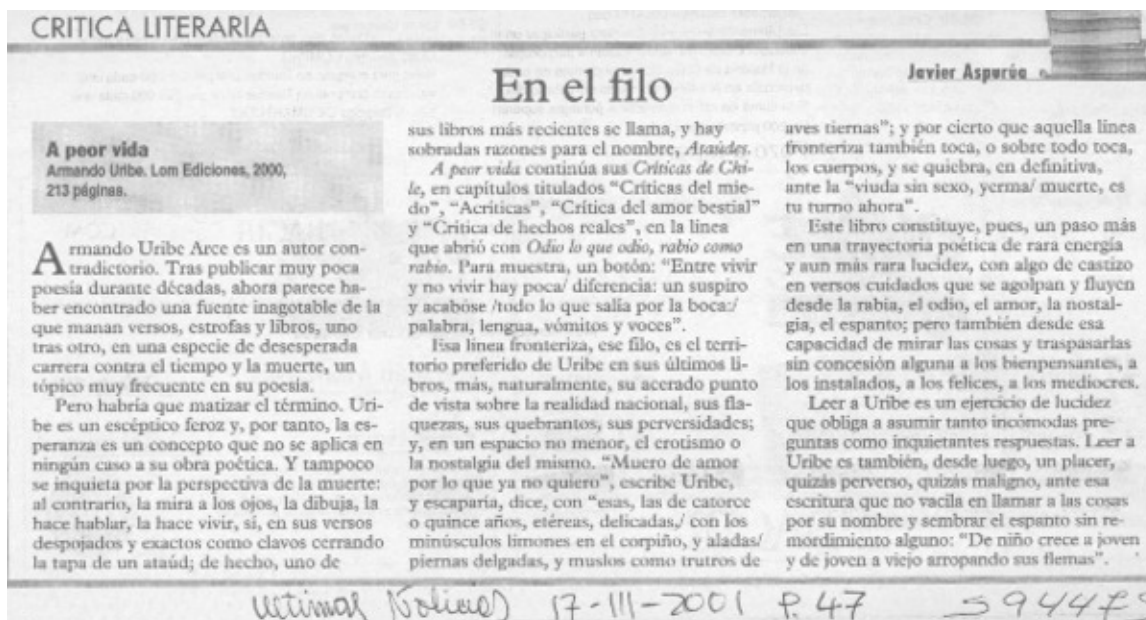 CRITICA LITERARIA
Javier Aspurúa
En el filo
A peor vida
Armando Uribe. Lom Ediciones, 2000,
213 páginas.
Armando Uribe Arce es un autor con-
tradictorio. Tras publicar muy poca
poesía durante décadas, ahora parece ha-
ber encontrado una fuente inagotable de la
que manan versos, estrofas y libros, uno
tras otro, en una especie de desesperada
carrera contra el tiempo y la muerte, un
tópico muy frecuente en su poesía.
Pero habría que matizar el término. Uri-
be es un escéptico feroz y, por tanto, la es-
peranza es un concepto que no se aplica en
ningún caso a su obra poética. Y tampoco
se inquieta por la perspectiva de la muerte:
al contrario, la mira a los ojos, la dibuja, la
hace hablar, la hace vivir, sí, en sus versos
despojados y exactos como clavos cerrando
la tapa de un ataúd; de hecho, uno de
sus libros más recientes se llama, y hay
sobradas razones para el nombre, Ataúdes.
A peor vida continúa sus Críticas de Chi-
le, en capítulos titulados “Críticas del mie-
do”, “Acríticas”, “Crítica del amor bestial”
y “Crítica de hechos reales”, en la línea
que abrió con Odio lo que odio, rabio como
rabio. Para muestra, un botón: “Entre vivir
y no vivir hay poca/ diferencia: un suspiro
y acabóse /todo lo que salía por la boca:/
palabra, lengua, vómitos y voces”.
Esa línea fronteriza, ese filo, es el terri-
torio preferido de Uribe en sus últimos li-
bros, más, naturalmente, su acerado punto
de vista sobre la realidad nacional, sus fla-
quezas, sus quebrantos, sus perversidades;
y, en un espacio no menor, el erotismo o
la nostalgia del mismo. “Muero de amor
por lo que ya no quiero”, escribe Uribe,
y escaparía, dice, con “esas, las de catorce
o quince años, etéreas, delicadas,/ con los
minúsculos limones en el corpiño, y aladas/
piernas delgadas, y muslos como trutros de
aves tiernas”; y por cierto que aquella línea
fronteriza también toca, o sobre todo toca,
los cuerpos, y se quiebra, en definitiva,
ante la “viuda sin sexo, yerma/ muerte, es
tu turno ahora”.
Este libro constituye, pues, un paso más
en una trayectoria poética de rara energía
y aun más rara lucidez, con algo de castizo
en versos cuidados que se agolpan y fluyen
desde la rabia, el odio, el amor, la nostal-
gia, el espanto; pero también desde esa
capacidad de mirar las cosas y traspasarlas
sin concesión alguna a los bienpensantes, a
los instalados, a los felices, a los mediocres.
Leer a Uribe es un ejercicio de lucidez
que obliga a asumir tanto incómodas pre-
guntas como inquietantes respuestas. Leer a
Uribe es también, desde luego, un placer,
quizás perverso, quizás maligno, ante esa
escritura que no vacila en llamar a las cosas
por su nombre y sembrar el espanto sin re-
mordimiento alguno: “De niño crece a joven
y de joven a viejo arropando sus flemas”.
Ultimas Noticias 17-III-2001 P. 47